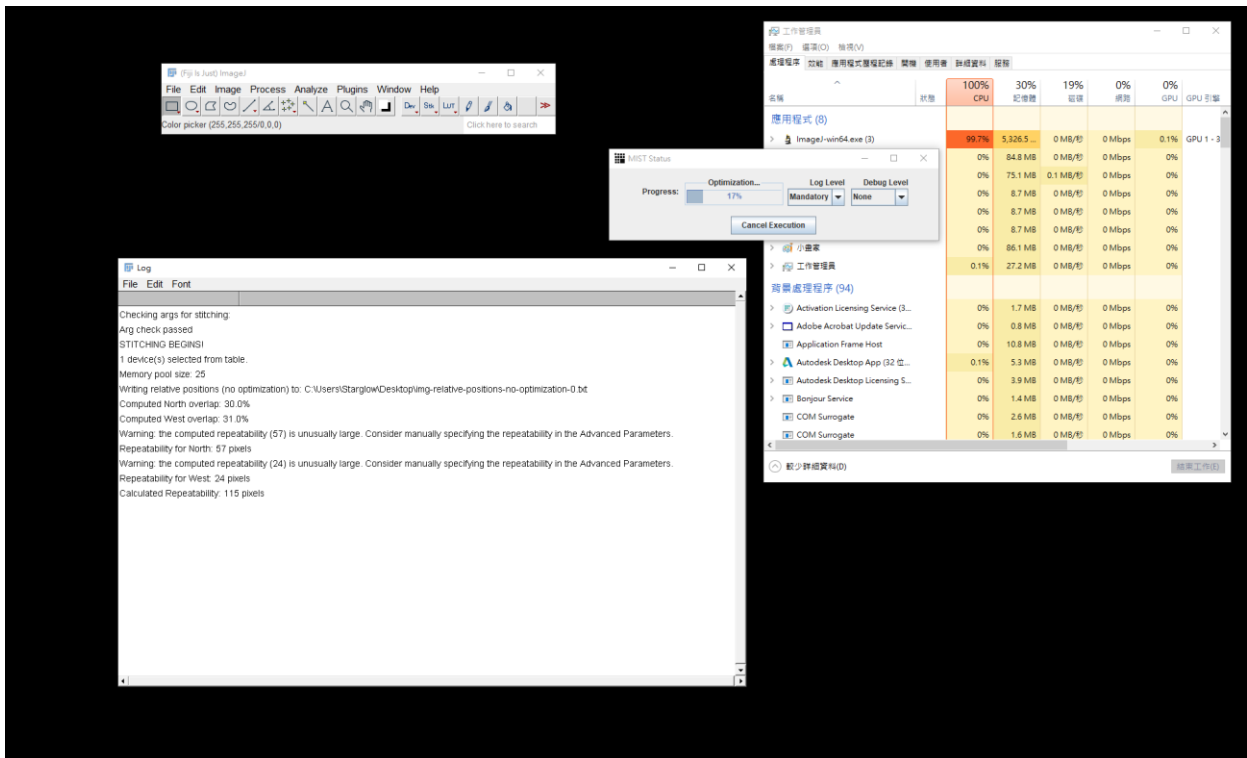 (Fiji Is Just) ImageJ
File Edit Image Process Analyze Plugins Window Help
Dev Stk LUT
Color picker (255,255,255/0,0,0)
Click here to search
MIST Status
Progress:
Optimization...
17%
Log Level
Mandatory
Debug Level
None
Cancel Execution
Log
File Edit Font
Checking args for stitching:
Arg check passed
STITCHING BEGINS!
1 device(s) selected from table.
Memory pool size: 25
Writing relative positions (no optimization) to: C:\Users\Starglow\Desktop\img-relative-positions-no-optimization-0.txt
Computed North overlap: 30.0%
Computed West overlap: 31.0%
Warning: the computed repeatability (57) is unusually large. Consider manually specifying the repeatability in the Advanced Parameters.
Repeatability for North: 57 pixels
Warning: the computed repeatability (24) is unusually large. Consider manually specifying the repeatability in the Advanced Parameters.
Repeatability for West: 24 pixels
Calculated Repeatability: 115 pixels
工作管理員
檔案(F) 選項(O) 檢視(V)
處理程序 效能 應用程式歷程記錄 開機 使用者 詳細資料 服務
100% 30% 19% 0% 0%
名稱 狀態 CPU 記憶體 磁碟 網路 GPU GPU 引擎
應用程式 (8)
ImageJ-win64.exe (3) 99.7% 5,326.5 ... 0 MB/秒 0 Mbps 0.1% GPU 1 - 3
0% 84.8 MB 0 MB/秒 0 Mbps 0%
0% 75.1 MB 0.1 MB/秒 0 Mbps 0%
0% 8.7 MB 0 MB/秒 0 Mbps 0%
0% 8.7 MB 0 MB/秒 0 Mbps 0%
0% 8.7 MB 0 MB/秒 0 Mbps 0%
小畫家 0% 86.1 MB 0 MB/秒 0 Mbps 0%
工作管理員 0.1% 27.2 MB 0 MB/秒 0 Mbps 0%
背景處理程序 (94)
Activation Licensing Service (3... 0% 1.7 MB 0 MB/秒 0 Mbps 0%
Adobe Acrobat Update Servic... 0% 0.8 MB 0 MB/秒 0 Mbps 0%
Application Frame Host 0% 10.8 MB 0 MB/秒 0 Mbps 0%
Autodesk Desktop App (32 位... 0.1% 5.3 MB 0 MB/秒 0 Mbps 0%
Autodesk Desktop Licensing S... 0% 3.9 MB 0 MB/秒 0 Mbps 0%
Bonjour Service 0% 1.4 MB 0 MB/秒 0 Mbps 0%
COM Surrogate 0% 2.6 MB 0 MB/秒 0 Mbps 0%
COM Surrogate 0% 1.6 MB 0 MB/秒 0 Mbps 0%
較少詳細資料(D)
結束工作(E)